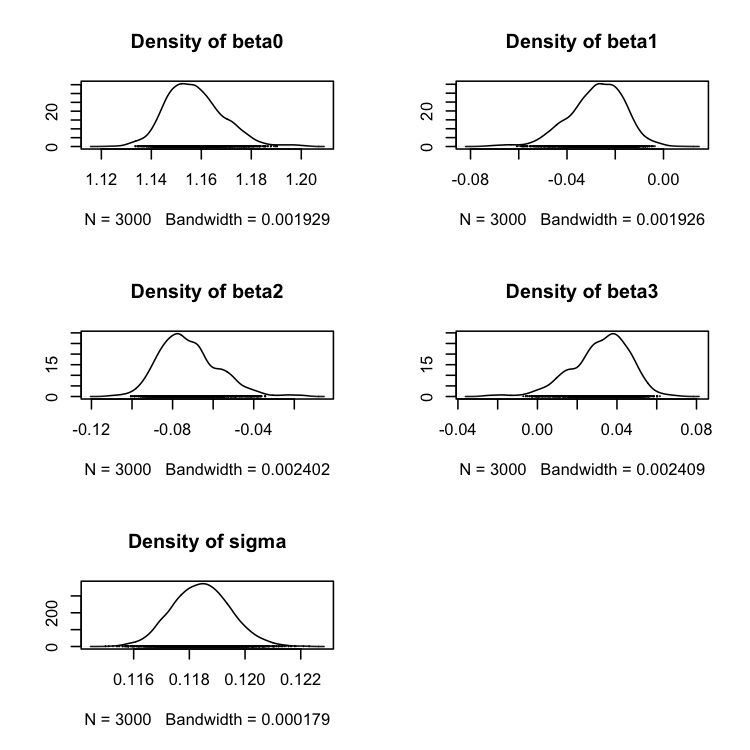 Density of beta0
0 20
1.12 1.14 1.16 1.18 1.20
N = 3000 Bandwidth = 0.001929
Density of beta1
0 20
-0.08 -0.04 0.00
N = 3000 Bandwidth = 0.001926
Density of beta2
0 15
-0.12 -0.08 -0.04
N = 3000 Bandwidth = 0.002402
Density of beta3
0 15
-0.04 0.00 0.04 0.08
N = 3000 Bandwidth = 0.002409
Density of sigma
0 200
0.116 0.118 0.120 0.122
N = 3000 Bandwidth = 0.000179